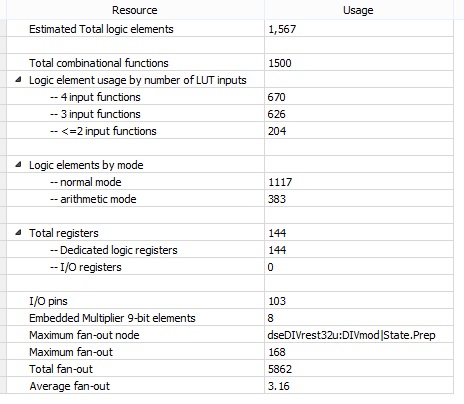 Resource Usage
Estimated Total logic elements 1,567
Total combinational functions 1500
Logic element usage by number of LUT inputs
-- 4 input functions 670
-- 3 input functions 626
-- <=2 input functions 204
Logic elements by mode
-- normal mode 1117
-- arithmetic mode 383
Total registers 144
-- Dedicated logic registers 144
-- I/O registers 0
I/O pins 103
Embedded Multiplier 9-bit elements 8
Maximum fan-out node dseDIVrest32u:DIVmod|State.Prep
Maximum fan-out 168
Total fan-out 5862
Average fan-out 3.16